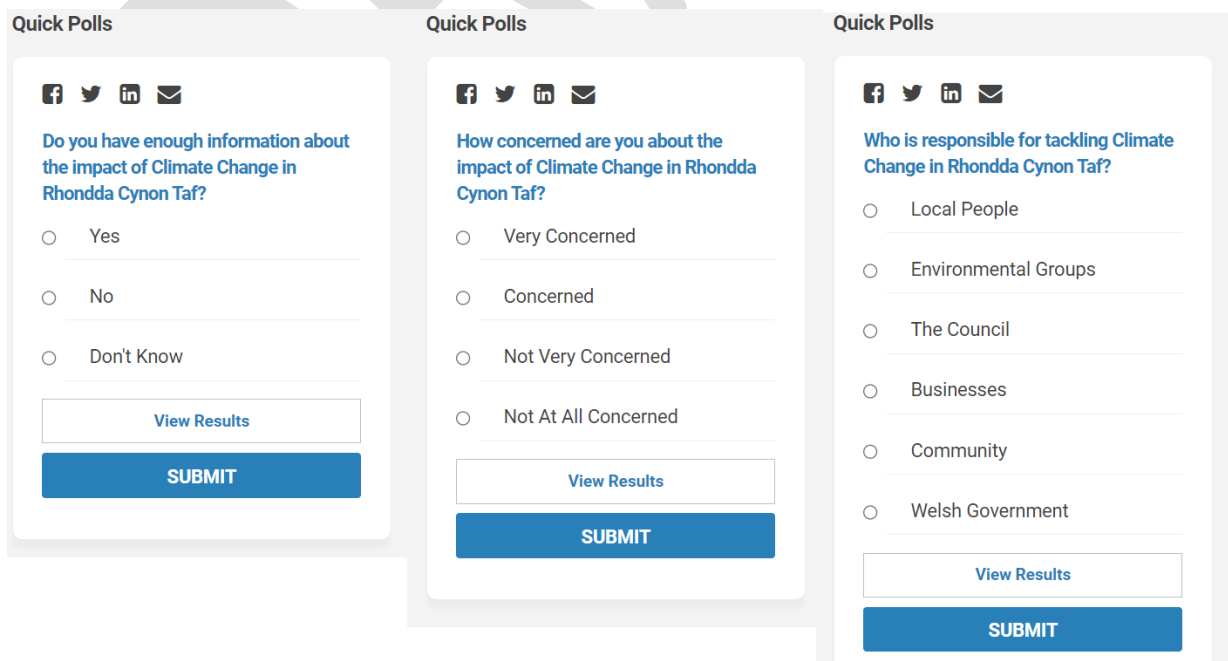 Quick Polls
Do you have enough information about
the impact of Climate Change in
Rhondda Cynon Taf?
Yes
No
Don't Know
View Results
SUBMIT
Quick Polls
How concerned are you about the
impact of Climate Change in Rhondda
Cynon Taf?
Very Concerned
Concerned
Not Very Concerned
Not At All Concerned
View Results
SUBMIT
Quick Polls
Who is responsible for tackling Climate
Change in Rhondda Cynon Taf?
Local People
Environmental Groups
The Council
Businesses
Community
Welsh Government
View Results
SUBMIT